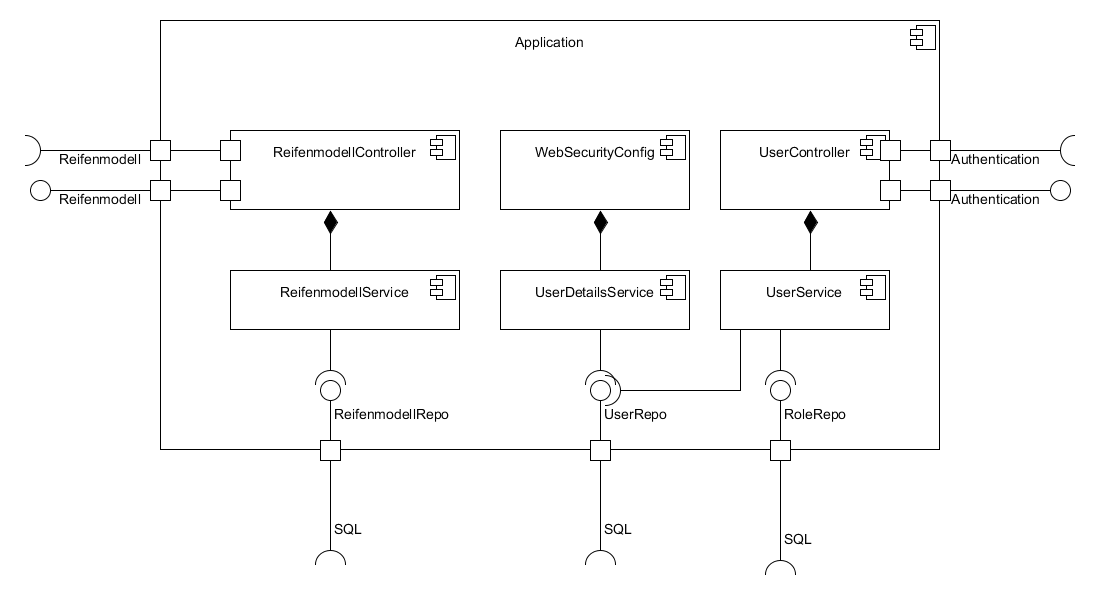 Application
ReifenmodellController
WebSecurityConfig
UserController
Reifenmodell
Authentication
Reifenmodell
Authentication
ReifenmodellService
UserDetailsService
UserService
ReifenmodellRepo
UserRepo
RoleRepo
SQL
SQL
SQL